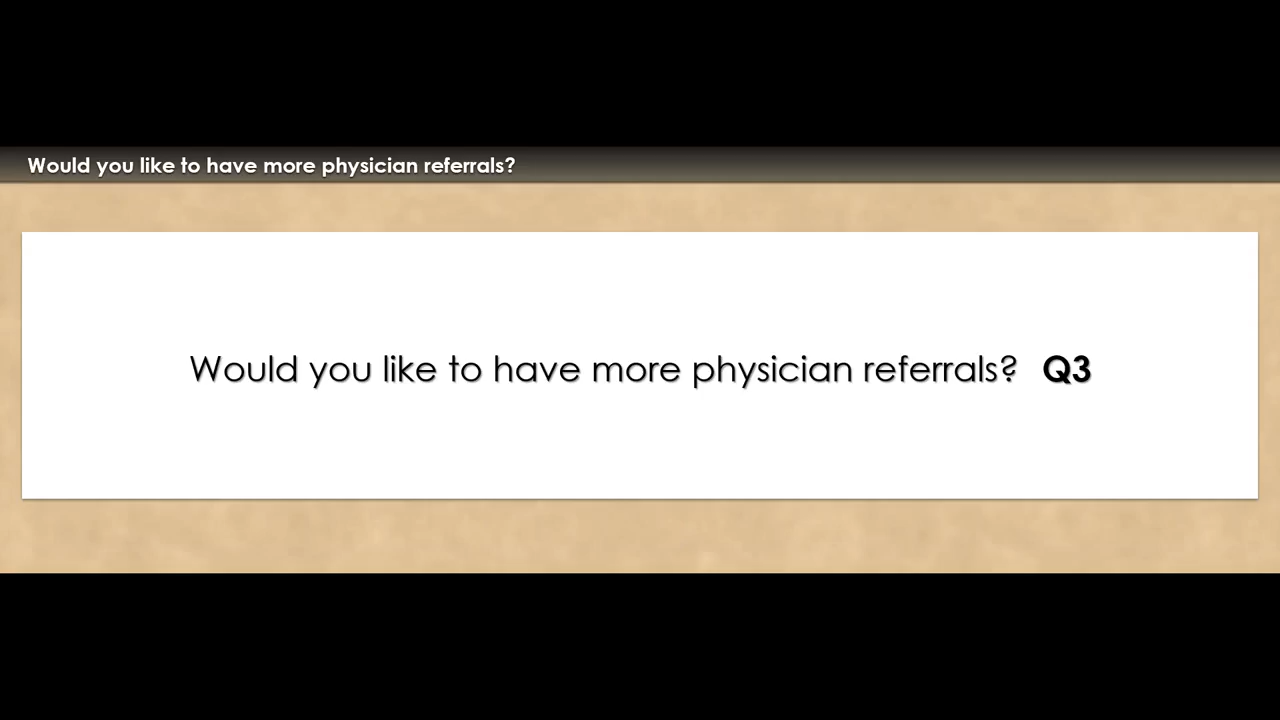 Would you like to have more physician referrals?
Would you like to have more physician referrals? Q3